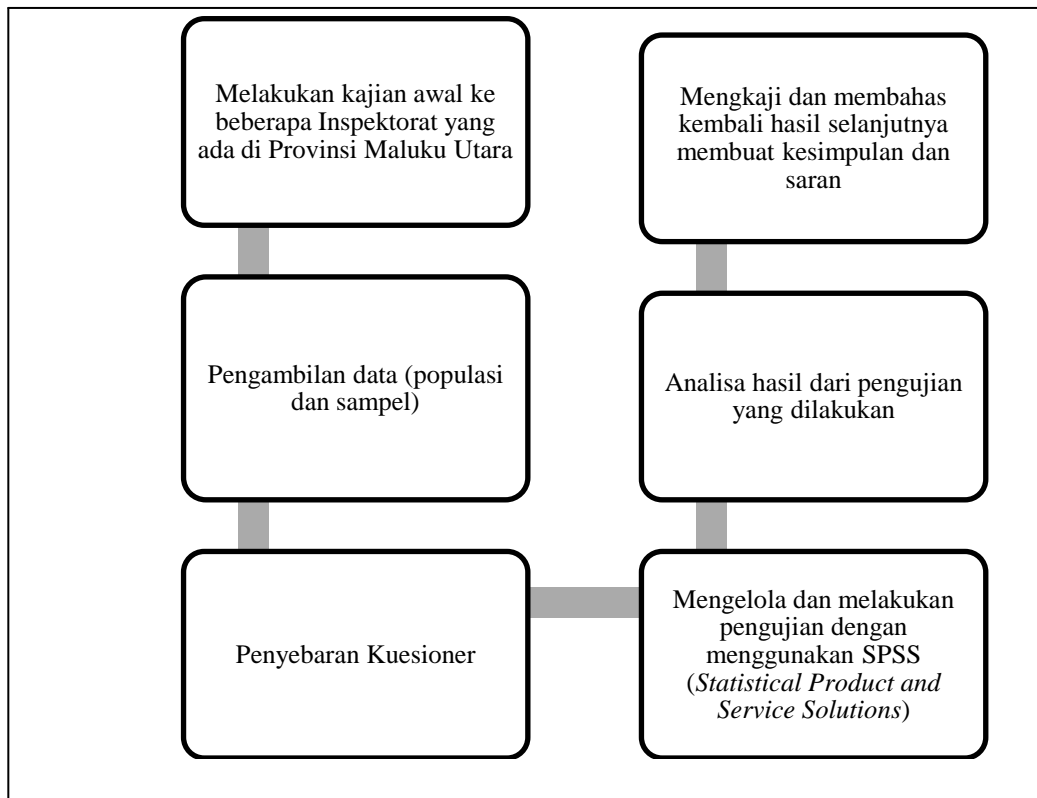 Melakukan kajian awal ke
beberapa Inspektorat yang
ada di Provinsi Maluku Utara
Pengambilan data (populasi
dan sampel)
Penyebaran Kuesioner
Mengelola dan melakukan
pengujian dengan
menggunakan SPSS
(Statistical Product and
Service Solutions)
Analisa hasil dari pengujian
yang dilakukan
Mengkaji dan membahas
kembali hasil selanjutnya
membuat kesimpulan dan
saran